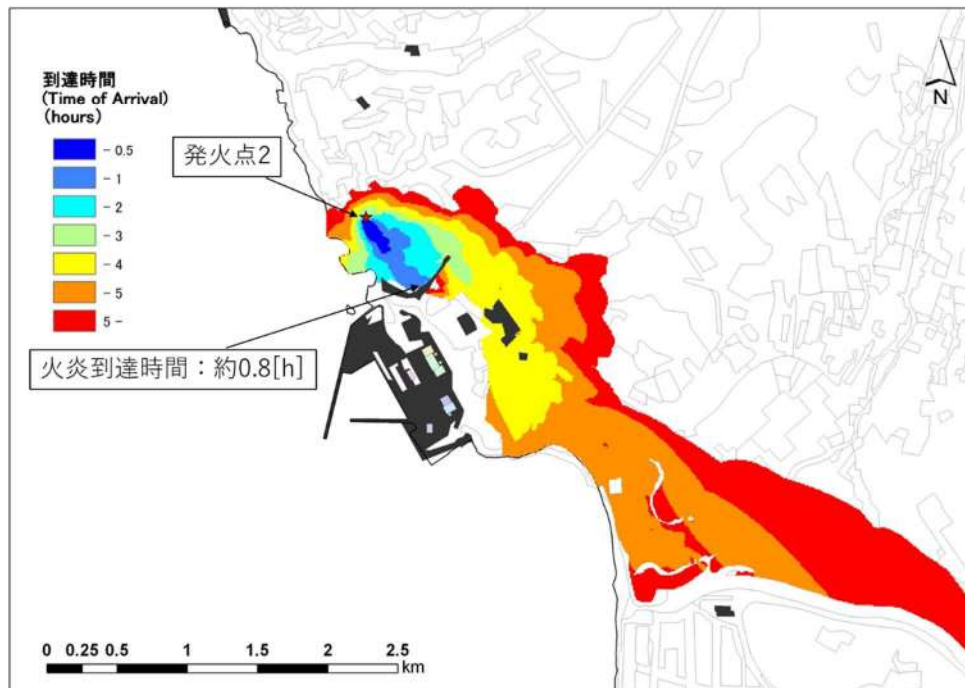 到達時間
(Time of Arrival)
(hours)
- 0.5
- 1
- 2
- 3
- 4
- 5
5 -
発火点2
火炎到達時間：約0.8[h]
N
0 0.25 0.5 1 1.5 2 2.5
km